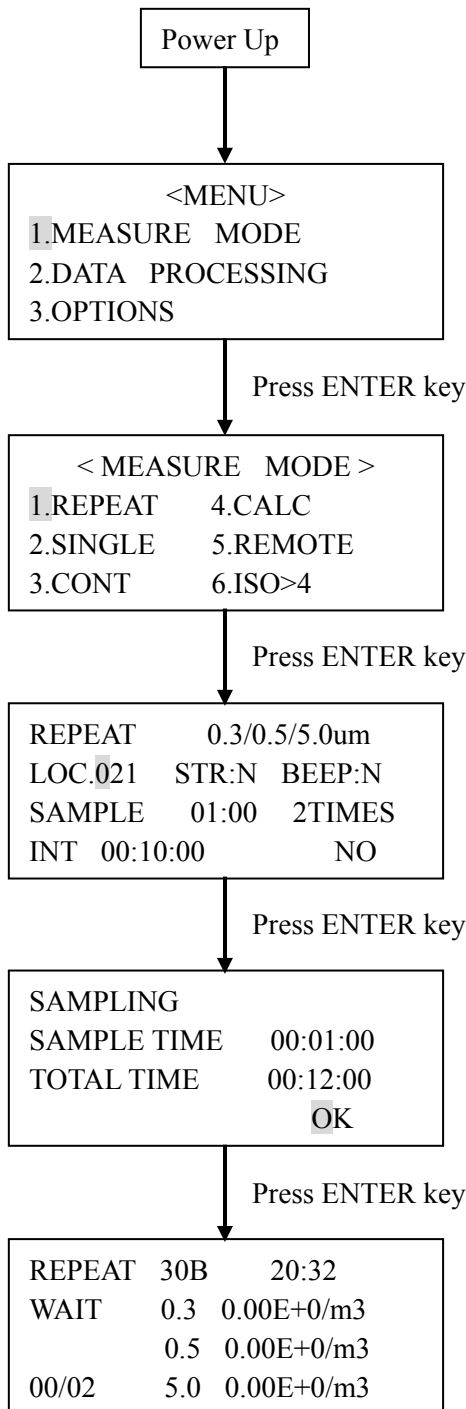 Power Up
<MENU>
1.MEASURE MODE
2.DATA PROCESSING
3.OPTIONS
Press ENTER key
< MEASURE MODE >
1.REPEAT 4.CALC
2.SINGLE 5.REMOTE
3.CONT 6.ISO>4
Press ENTER key
REPEAT 0.3/0.5/5.0um
LOC.021 STR:N BEEP:N
SAMPLE 01:00 2TIMES
INT 00:10:00 NO
Press ENTER key
SAMPLING
SAMPLE TIME 00:01:00
TOTAL TIME 00:12:00
OK
Press ENTER key
REPEAT 30B 20:32
WAIT 0.3 0.00E+0/m3
0.5 0.00E+0/m3
00/02 5.0 0.00E+0/m3